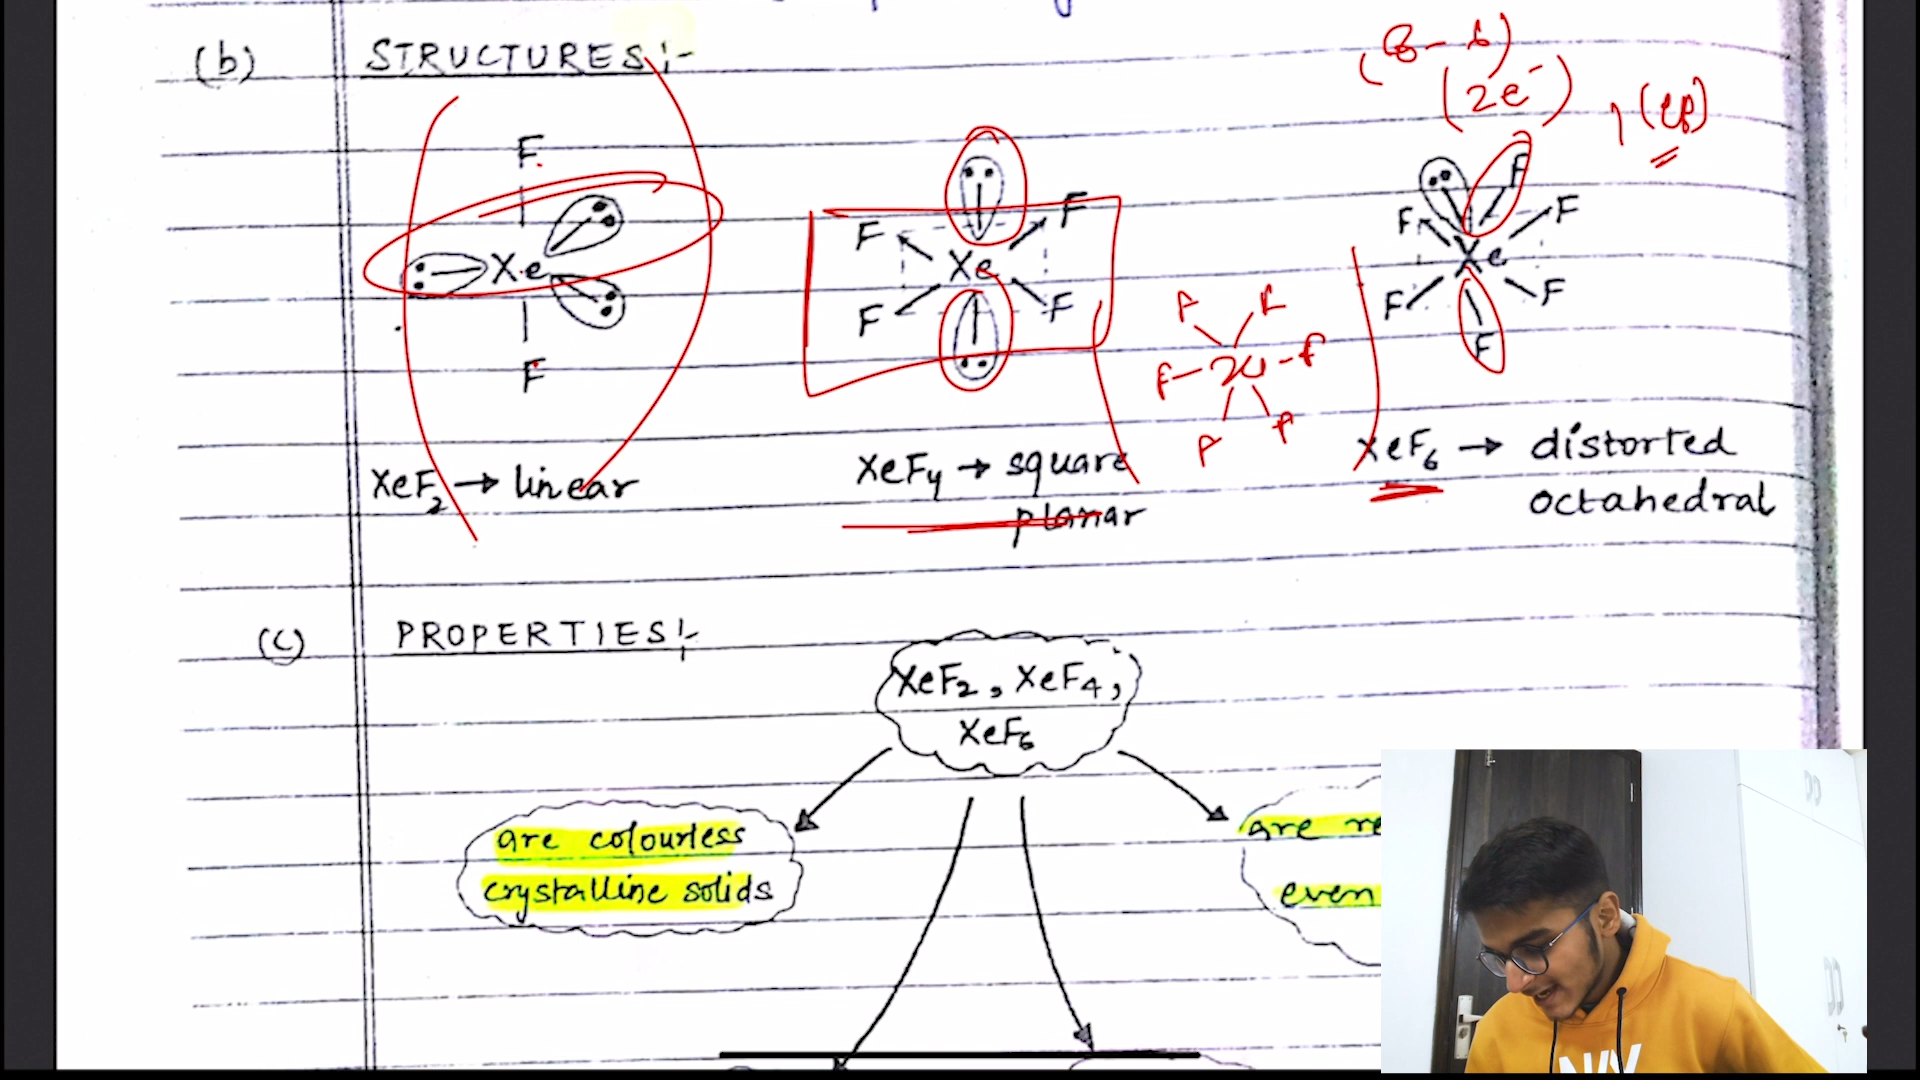 (b) STRUCTURES:-
(8-6)
(2e⁻)
1 (lp)
F
Xe
F
F F
Xe
F F
F F
F-Xe-F
F F
F
F F
Xe
F F
F
XeF₂ → linear
XeF₄ → square
planar
XeF₆ → distorted
octahedral
(c) PROPERTIES:-
XeF₂, XeF₄,
XeF₆
are colourless
crystalline solids
are re
even